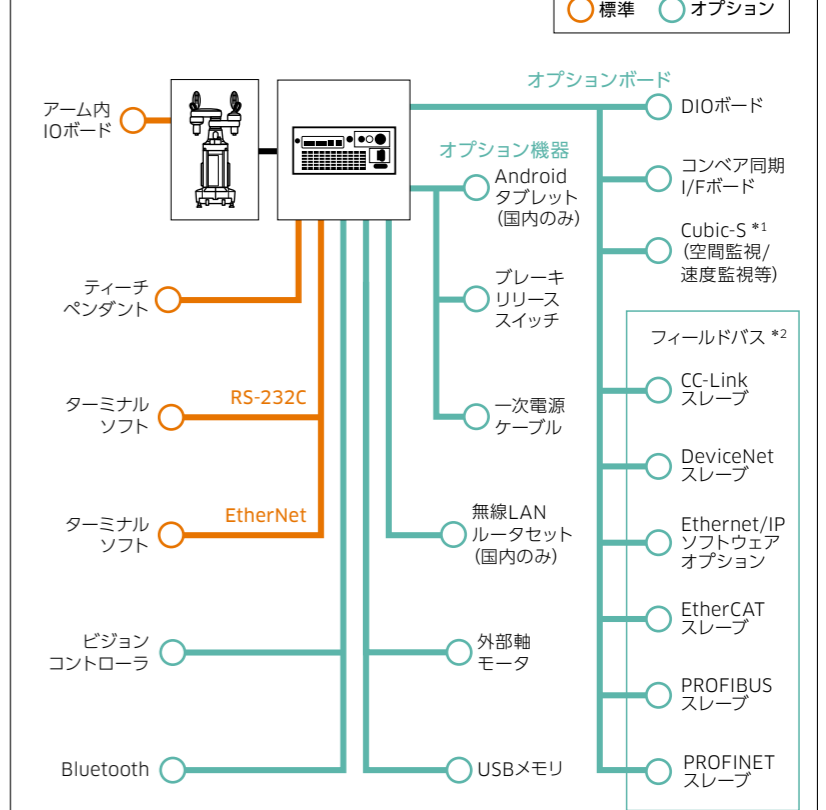 標準
オプション
アーム内
IOボード
オプションボード
DIOボード
オプション機器
Android
タブレット
(国内のみ)
コンベア同期
I/Fボード
Cubic-S *1
(空間監視/
速度監視等)
ティーチ
ペンダント
ブレーキ
リリース
スイッチ
フィールドバス *2
CC-Link
スレーブ
ターミナル
ソフト
RS-232C
一次電源
ケーブル
DeviceNet
スレーブ
ターミナル
ソフト
EtherNet
無線LAN
ルータセット
(国内のみ)
Ethernet/IP
ソフトウェア
オプション
EtherCAT
スレーブ
ビジョン
コントローラ
外部軸
モータ
PROFIBUS
スレーブ
Bluetooth
USBメモリ
PROFINET
スレーブ